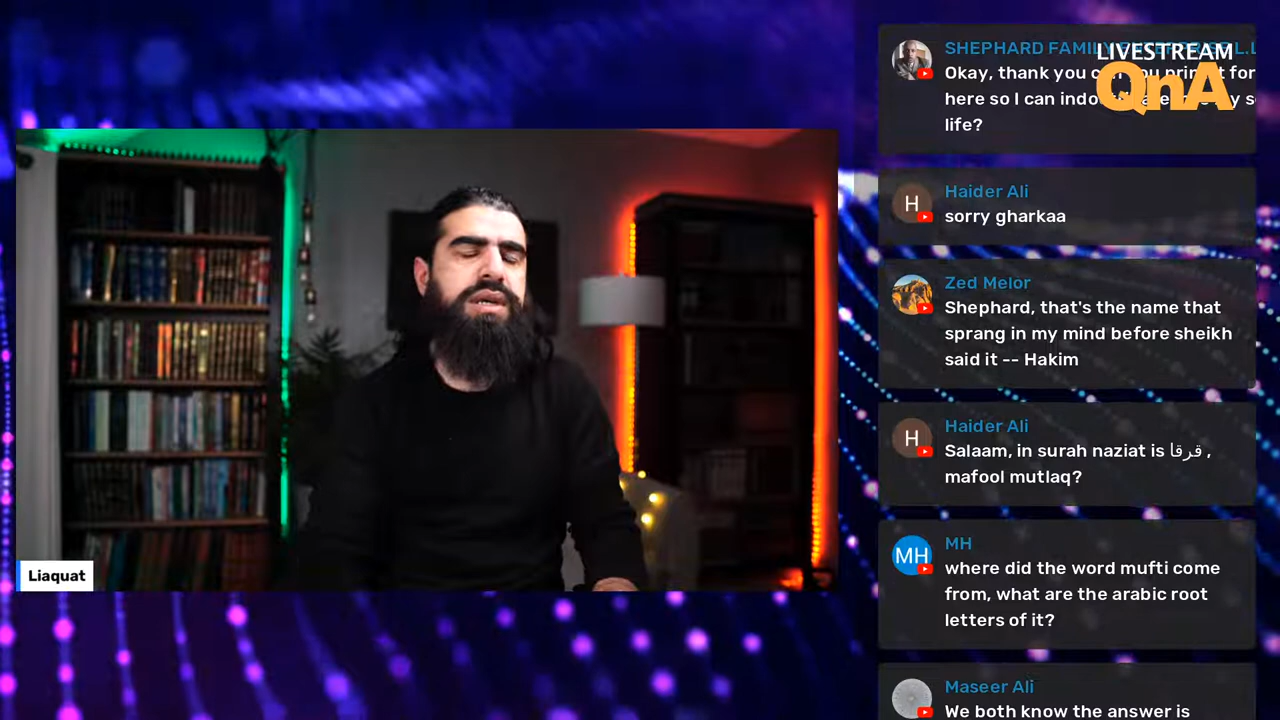 LIVESTREAM
QnA
SHEPHARD FAMILY
Okay, thank you for
here so I can
life?
Haider Ali
sorry gharkaa
Zed Melor
Shephard, that's the name that
sprang in my mind before sheikh
said it -- Hakim
Haider Ali
Salaam, in surah naziat is قرقا ,
mafool mutlaq?
MH
where did the word mufti come
from, what are the arabic root
letters of it?
Maseer Ali
We both know the answer is
Liaquat
H
H
MH